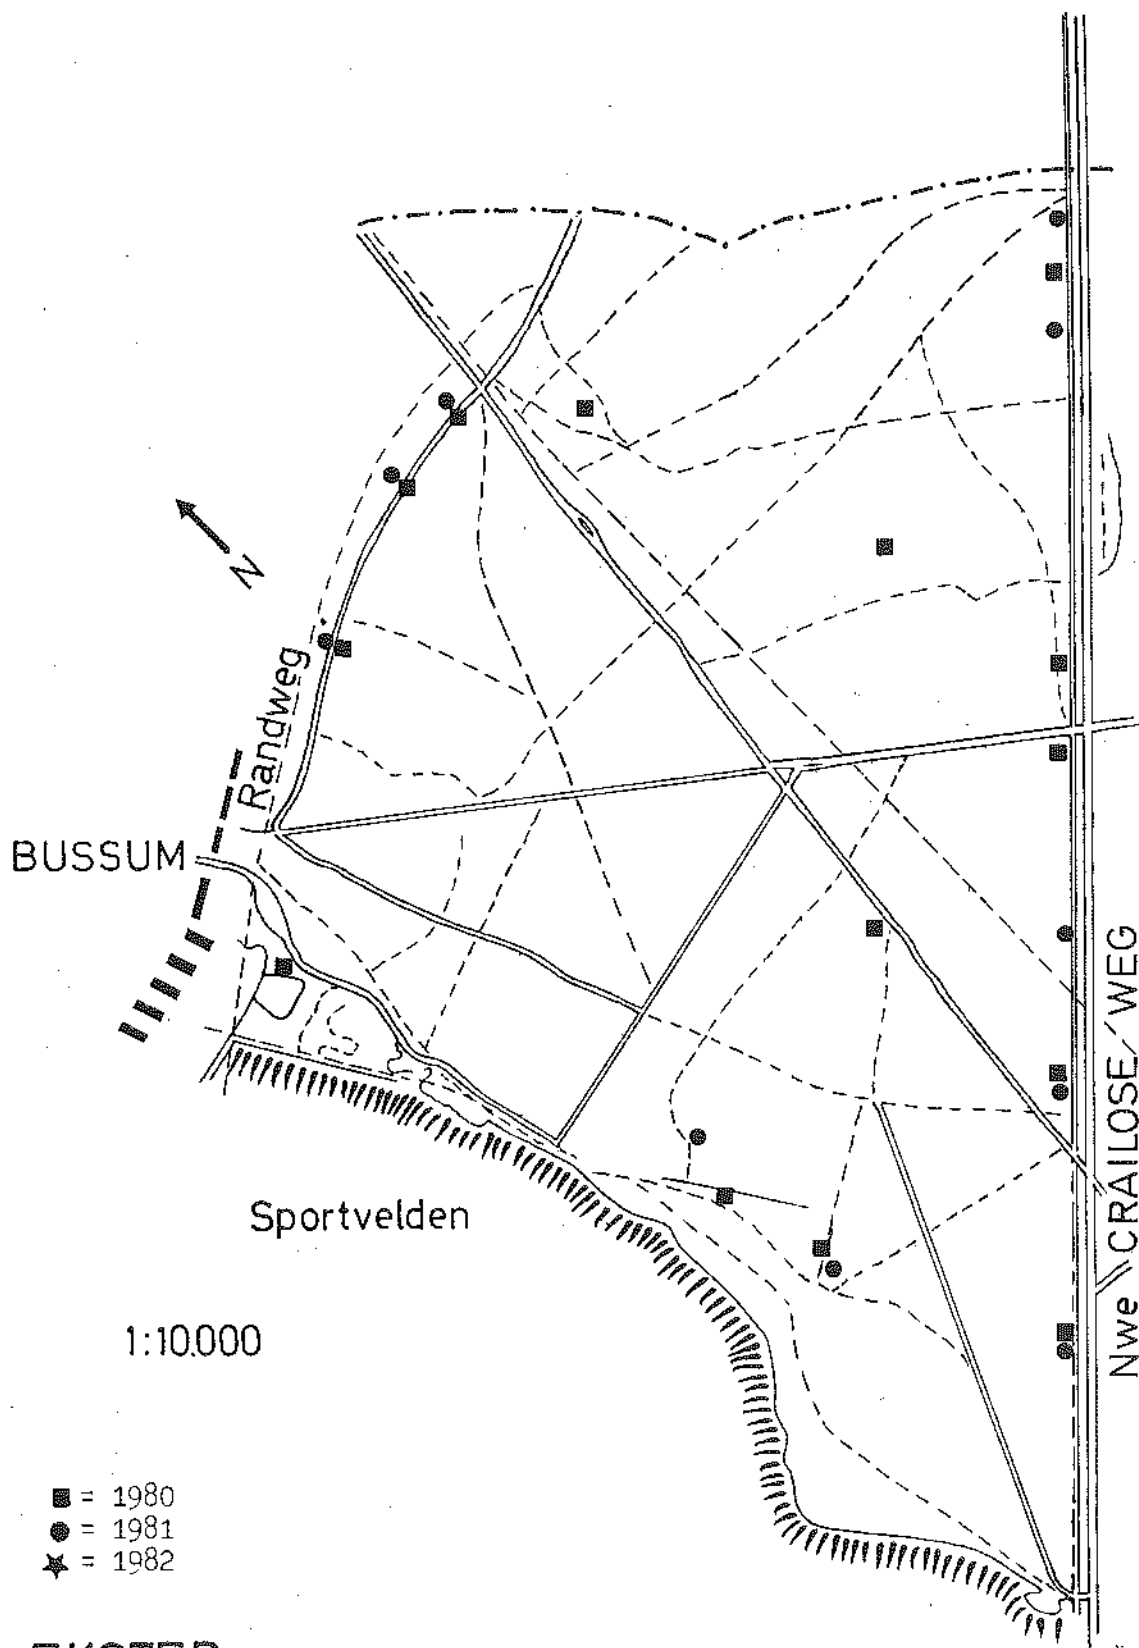 N
Randweg
BUSSUM
Nwe CRAILOSE WEG
Sportvelden
1:10.000
■ = 1980
● = 1981
★ = 1982